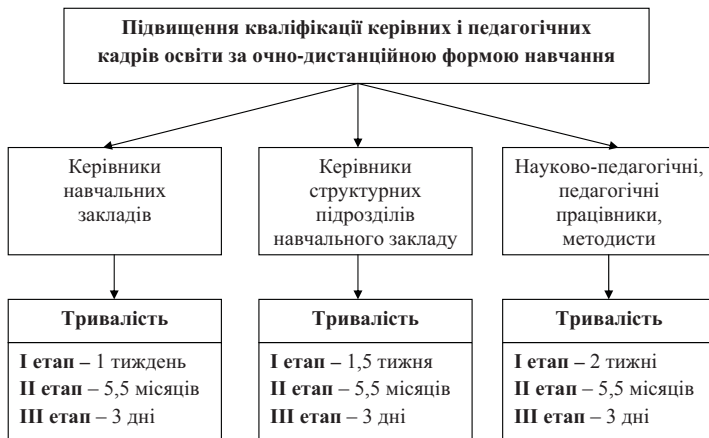 Підвищення кваліфікації керівних і педагогічних
кадрів освіти за очно-дистанційною формою навчання
Керівники
навчальних
закладів
Керівники
структурних
підрозділів
навчального закладу
Науково-педагогічні,
педагогічні
працівники,
методисти
Тривалість
І етап – 1 тиждень
ІІ етап – 5,5 місяців
ІІІ етап – 3 дні
Тривалість
І етап – 1,5 тижня
ІІ етап – 5,5 місяців
ІІІ етап – 3 дні
Тривалість
І етап – 2 тижні
ІІ етап – 5,5 місяців
ІІІ етап – 3 дні